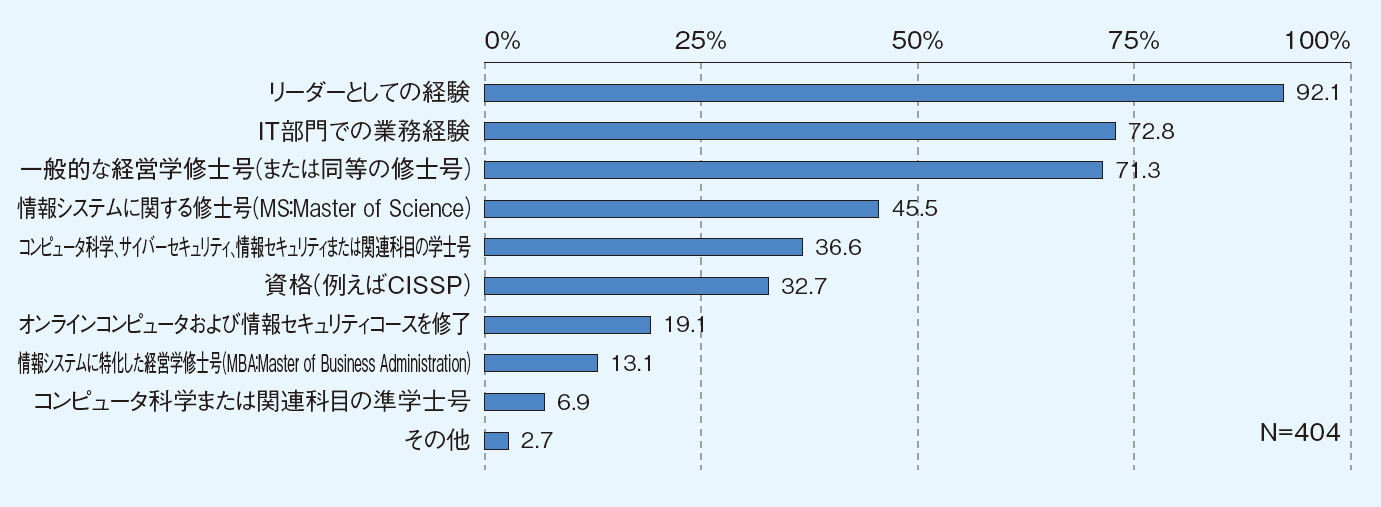 0% 25% 50% 75% 100%
リーダーとしての経験 92.1
IT部門での業務経験 72.8
一般的な経営学修士号(または同等の修士号) 71.3
情報システムに関する修士号(MS:Master of Science) 45.5
コンピュータ科学、サイバーセキュリティ、情報セキュリティまたは関連科目の学士号 36.6
資格(例えばCISSP) 32.7
オンラインコンピュータおよび情報セキュリティコースを修了 19.1
情報システムに特化した経営学修士号(MBA:Master of Business Administration) 13.1
コンピュータ科学または関連科目の準学士号 6.9
その他 2.7
N=404